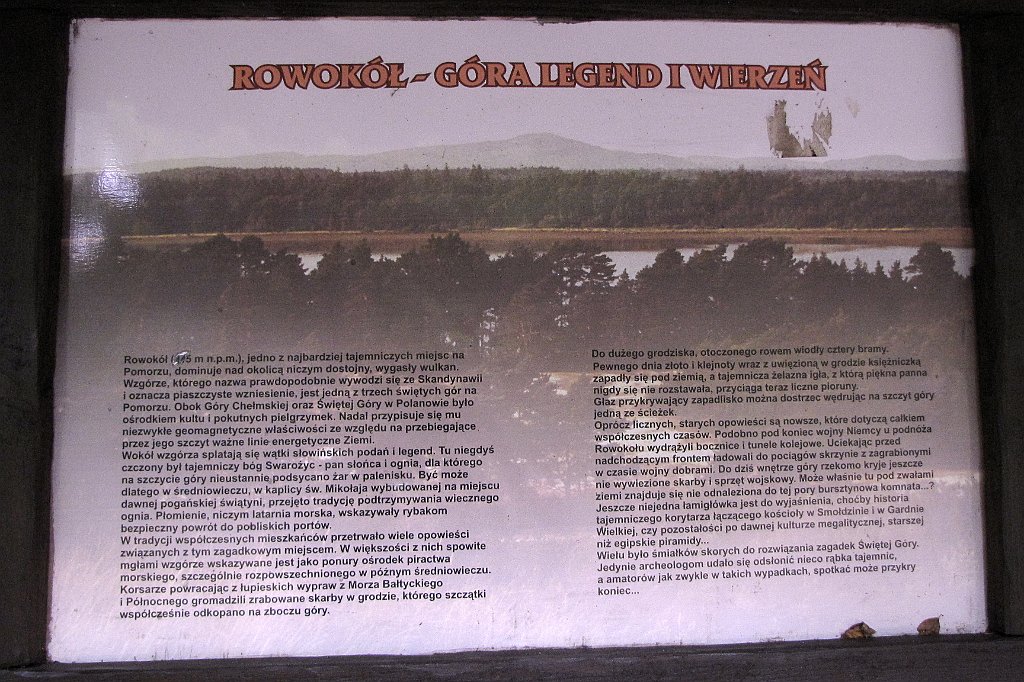 ROWOKÓŁ - GÓRA LEGEND I WIERZEŃ
Rowokół (115 m n.p.m.), jedno z najbardziej tajemniczych miejsc na
Pomorzu, dominuje nad okolicą niczym dostojny, wygasły wulkan.
Wzgórze, którego nazwa prawdopodobnie wywodzi się ze Skandynawii
i oznacza piaszczyste wzniesienie, jest jedną z trzech świętych gór na
Pomorzu. Obok Góry Chełmskiej oraz Świętej Góry w Polanowie było
ośrodkiem kultu i pokutnych pielgrzymek. Nadal przypisuje się mu
niezwykłe geomagnetyczne właściwości ze względu na przebiegające
przez jego szczyt ważne linie energetyczne Ziemi.
Wokół wzgórza splatają się wątki słowińskich podań i legend. Tu niegdyś
czczony był tajemniczy bóg Swarożyc - pan słońca i ognia, dla którego
na szczycie góry nieustannie podsycano żar w palenisku. Być może
dlatego w średniowieczu, w kaplicy św. Mikołaja wybudowanej na miejscu
dawnej pogańskiej świątyni, przejęto tradycję podtrzymywania wiecznego
ognia. Płomienie, niczym latarnia morska, wskazywały rybakom
bezpieczny powrót do pobliskich portów.
W tradycji współczesnych mieszkańców przetrwało wiele opowieści
związanych z tym zagadkowym miejscem. W większości z nich spowite
mgłami wzgórze wskazywane jest jako ponury ośrodek piractwa
morskiego, szczególnie rozpowszechnionego w późnym średniowieczu.
Korsarze powracając z łupieskich wypraw z Morza Bałtyckiego
i Północnego gromadzili zrabowane skarby w grodzie, którego szczątki
współcześnie odkopano na zboczu góry.
Do dużego grodziska, otoczonego rowem wiodły cztery bramy.
Pewnego dnia złoto i klejnoty wraz z uwięzioną w grodzie księżniczką
zapadły się pod ziemią, a tajemnicza żelazna igła, z którą piękna panna
nigdy się nie rozstawała, przyciąga teraz liczne pioruny.
Głaz przykrywający zapadlisko można dostrzec wędrując na szczyt góry
jedną ze ścieżek.
Oprócz licznych, starych opowieści są nowsze, które dotyczą całkiem
współczesnych czasów. Podobno pod koniec wojny Niemcy u podnóża
Rowokołu wydrążyli bocznice i tunele kolejowe. Uciekając przed
nadchodzącym frontem ładowali do pociągów skrzynie z zagrabionymi
w czasie wojny dobrami. Do dziś wnętrze góry rzekomo kryje jeszcze
nie wywiezione skarby i sprzęt wojskowy. Może właśnie tu pod zwałami
ziemi znajduje się nie odnaleziona do tej pory bursztynowa komnata...?
Jeszcze niejedna łamigłówka jest do wyjaśnienia, choćby historia
tajemniczego korytarza łączącego kościoły w Smołdzinie i w Gardnie
Wielkiej, czy pozostałości po dawnej kulturze megalitycznej, starszej
niż egipskie piramidy...
Wielu było śmiałków skorych do rozwiązania zagadek Świętej Góry.
Jedynie archeologom udało się odsłonić nieco rąbka tajemnic,
a amatorów jak zwykle w takich wypadkach, spotkać może przykry
koniec...